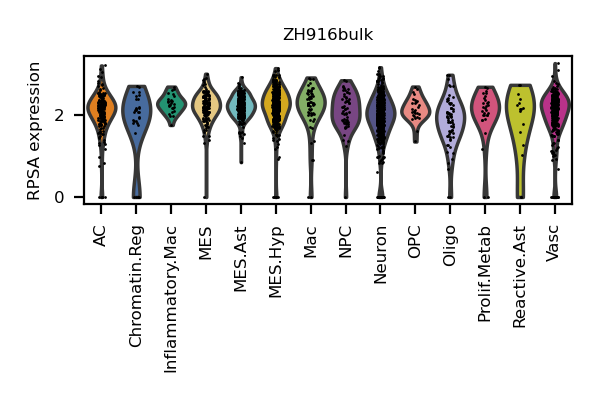 ZH916bulk
RPSA expression
2
0
AC
Chromatin.Reg
Inflammatory.Mac
MES
MES.Ast
MES.Hyp
Mac
NPC
Neuron
OPC
Oligo
Prolif.Metab
Reactive.Ast
Vasc